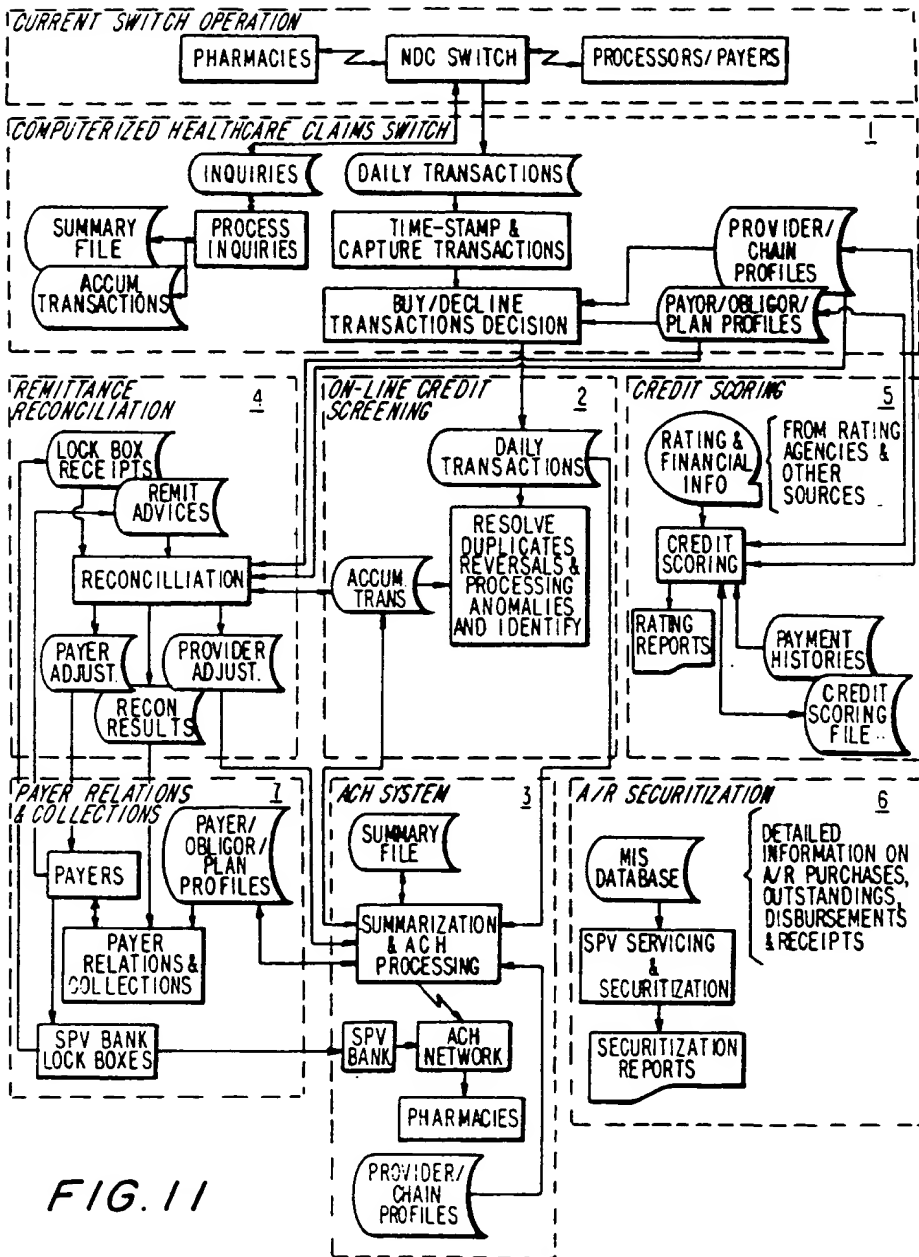 CURRENT SWITCH OPERATION
PHARMACIES
NDC SWITCH
PROCESSORS/PAYERS
COMPUTERIZED HEALTHCARE CLAIMS SWITCH
1
INQUIRIES
DAILY TRANSACTIONS
SUMMARY
FILE
PROCESS
INQUIRIES
TIME-STAMP &
CAPTURE TRANSACTIONS
PROVIDER/
CHAIN
PROFILES
ACCUM.
TRANSACTIONS
BUY/DECLINE
TRANSACTIONS DECISION
PAYOR/OBLIGOR/
PLAN PROFILES
REMITTANCE
RECONCILIATION
4
LOCK BOX
RECEIPTS
REMIT
ADVICES
RECONCILLIATION
PAYER
ADJUST.
PROVIDER
ADJUST.
RECON
RESULTS
ON-LINE CREDIT
SCREENING
2
DAILY
TRANSACTIONS
RESOLVE
DUPLICATES
REVERSALS &
PROCESSING
ANOMALIES
AND IDENTIFY
ACCUM.
TRANS
CREDIT SCORING
5
RATING &
FINANCIAL
INFO
FROM RATING
AGENCIES &
OTHER
SOURCES
CREDIT
SCORING
RATING
REPORTS
PAYMENT
HISTORIES
CREDIT
SCORING
FILE..
PAYER RELATIONS
& COLLECTIONS
7
PAYER/
OBLIGOR/
PLAN
PROFILES
PAYERS
PAYER
RELATIONS &
COLLECTIONS
SPV BANK
LOCK BOXES
ACH SYSTEM
3
SUMMARY
FILE
SUMMARIZATION
& ACH
PROCESSING
SPV
BANK
ACH
NETWORK
PHARMACIES
PROVIDER/
CHAIN
PROFILES
A/R SECURITIZATION
6
MIS
DATABASE
DETAILED
INFORMATION ON
A/R PURCHASES,
OUTSTANDINGS,
DISBURSEMENTS
& RECEIPTS
SPV SERVICING
&
SECURITIZATION
SECURITIZATION
REPORTS
FIG. 11